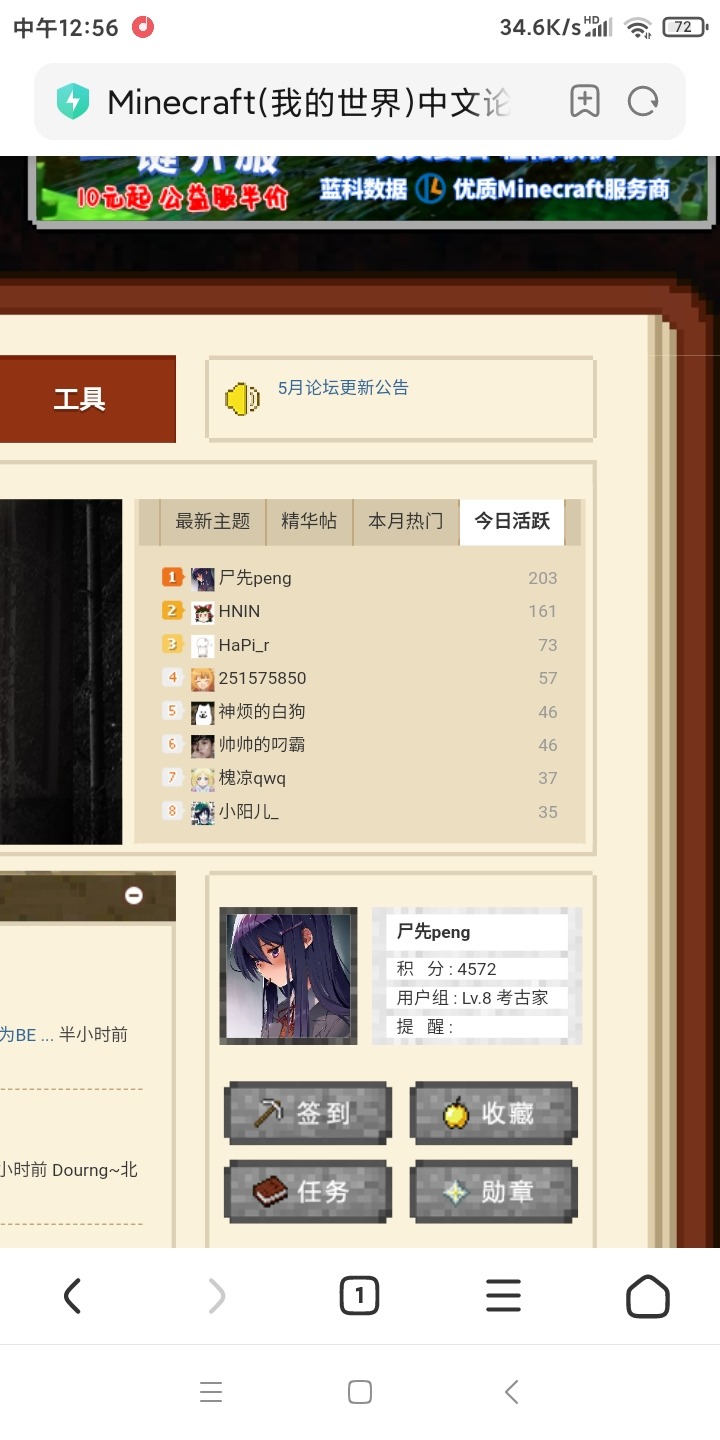 中午12:56
34.6K/s HD 72
Minecraft(我的世界)中文论
10元起 公益服半价
蓝科数据 优质Minecraft服务商
工具
5月论坛更新公告
最新主题 精华帖 本月热门 今日活跃
1 尸先peng 203
2 HNIN 161
3 HaPi_r 73
4 251575850 57
5 神烦的白狗 46
6 帅帅的叼霸 46
7 槐凉qwq 37
8 小阳儿_ 35
尸先peng
积 分 : 4572
用户组 : Lv.8 考古家
提 醒 :
为BE ... 半小时前
小时前 Dourng~北
签到 收藏
任务 勋章
1